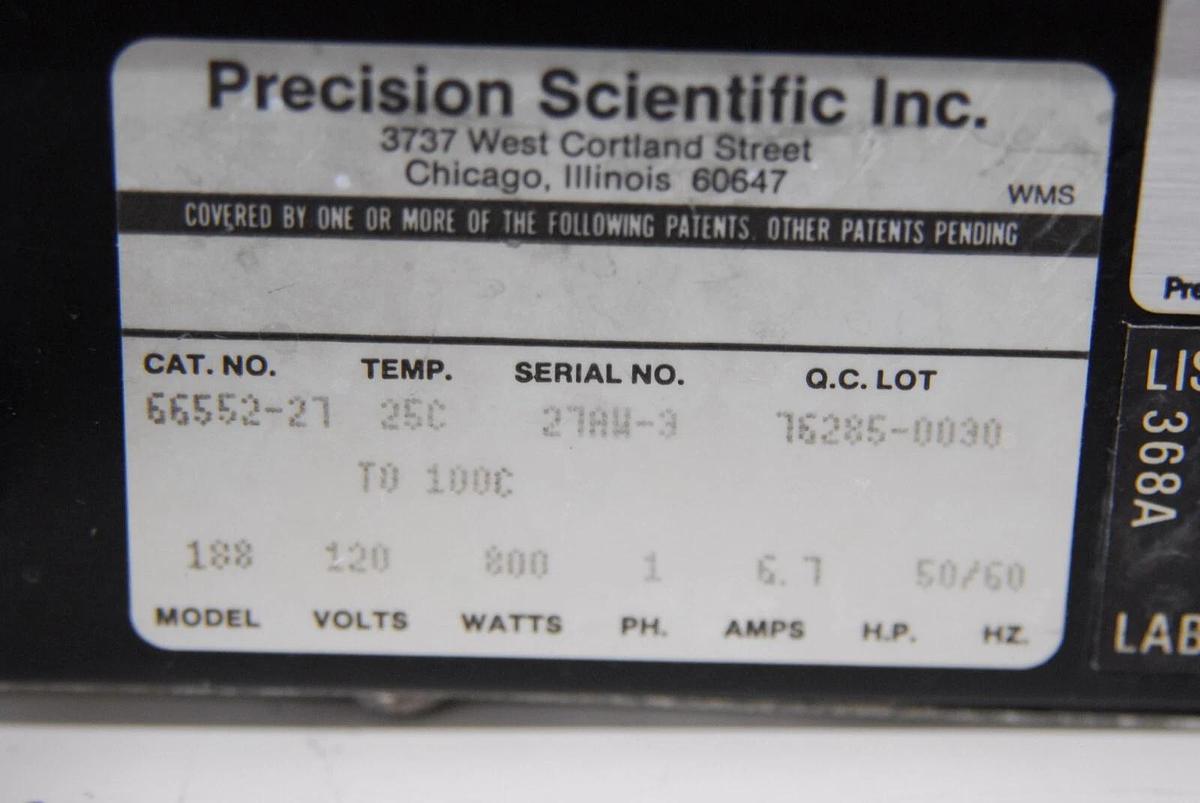 Precision Scientific Inc.
3737 West Cortland Street
Chicago, Illinois 60647
WMS
COVERED BY ONE OR MORE OF THE FOLLOWING PATENTS. OTHER PATENTS PENDING
CAT. NO. TEMP. SERIAL NO. Q.C. LOT
66552-27 25C 27AW-3 76285-0030
TO 100C
188 120 800 1 6.7 50/60
MODEL VOLTS WATTS PH. AMPS H.P. HZ.
Pre
LIS
368A
LAB